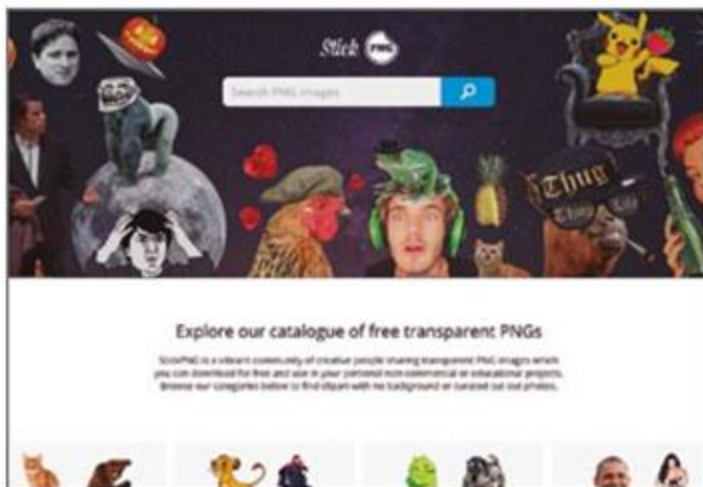 Stick PNG
Search PNG images
Thug
Thug Life
Explore our catalogue of free transparent PNGs
StickPNG is a vibrant community of creative people sharing transparent PNG images which
you can download for free and use in your personal non-commercial or educational projects.
Browse our categories below to find clipart with no background or curated cut out photos.